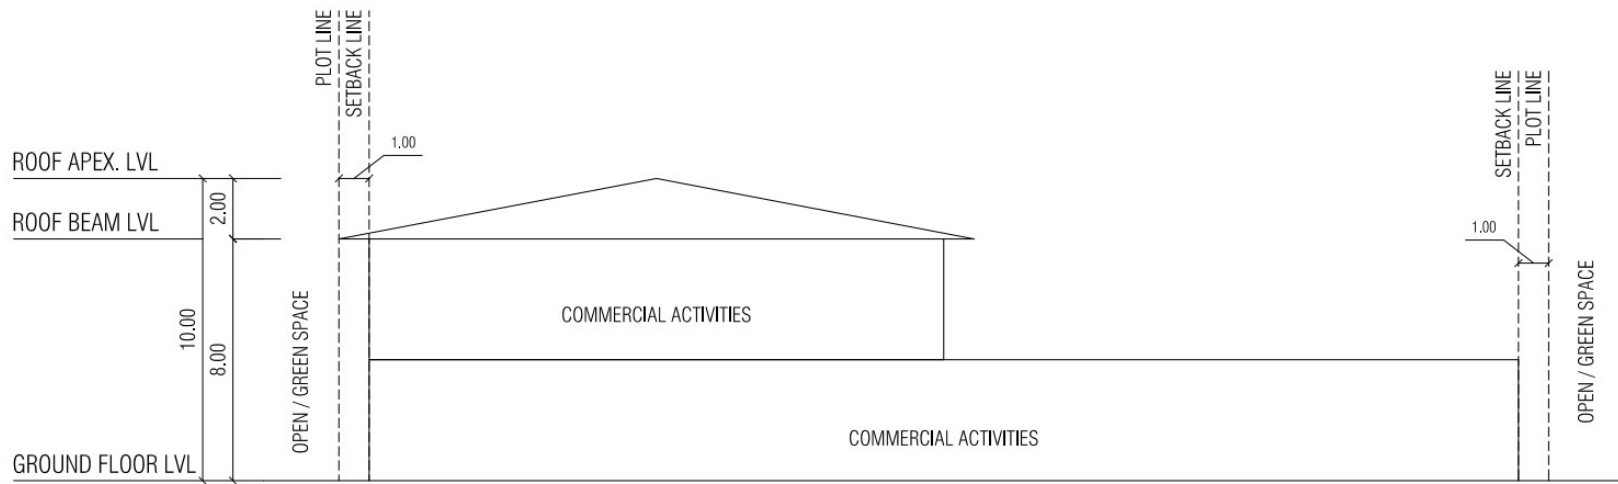 PLOT LINE
SETBACK LINE
SETBACK LINE
PLOT LINE
1.00
ROOF APEX. LVL
2.00
ROOF BEAM LVL
1.00
10.00
8.00
OPEN / GREEN SPACE
COMMERCIAL ACTIVITIES
OPEN / GREEN SPACE
COMMERCIAL ACTIVITIES
GROUND FLOOR LVL